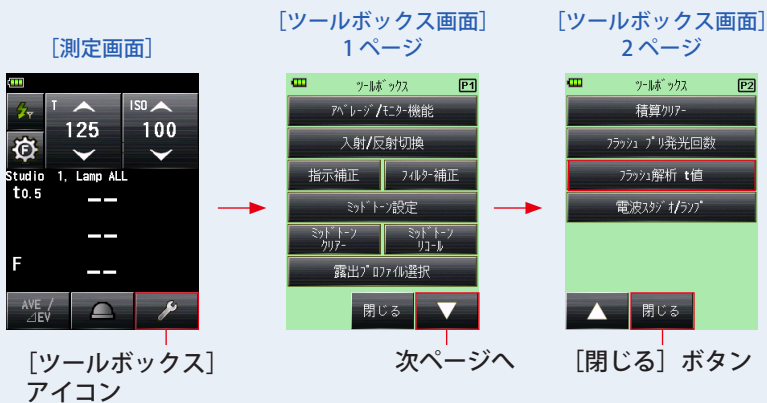 ［測定画面］
T
125
ISO
100
Studio 1, Lamp ALL
t0.5
--
--
F --
AVE /
⊿EV
［ツールボックス］
アイコン
［ツールボックス画面］
1 ページ
ﾂｰﾙﾎﾞｯｸｽ P1
ｱﾍﾞﾚｰｼﾞ/ﾓﾆﾀｰ機能
入射/反射切換
指示補正 ﾌｨﾙﾀｰ補正
ﾐｯﾄﾞﾄｰﾝ設定
ﾐｯﾄﾞﾄｰﾝ
ｸﾘｱｰ
ﾐｯﾄﾞﾄｰﾝ
ﾘｺｰﾙ
露出ﾌﾟﾛﾌｧｲﾙ選択
閉じる
次ページへ
［ツールボックス画面］
2 ページ
ﾂｰﾙﾎﾞｯｸｽ P2
積算ｸﾘｱｰ
ﾌﾗｯｼｭ ﾌﾟﾘ発光回数
ﾌﾗｯｼｭ解析 t値
電波ｽﾀｼﾞｵ/ﾗﾝﾌﾟ
閉じる
［閉じる］ボタン